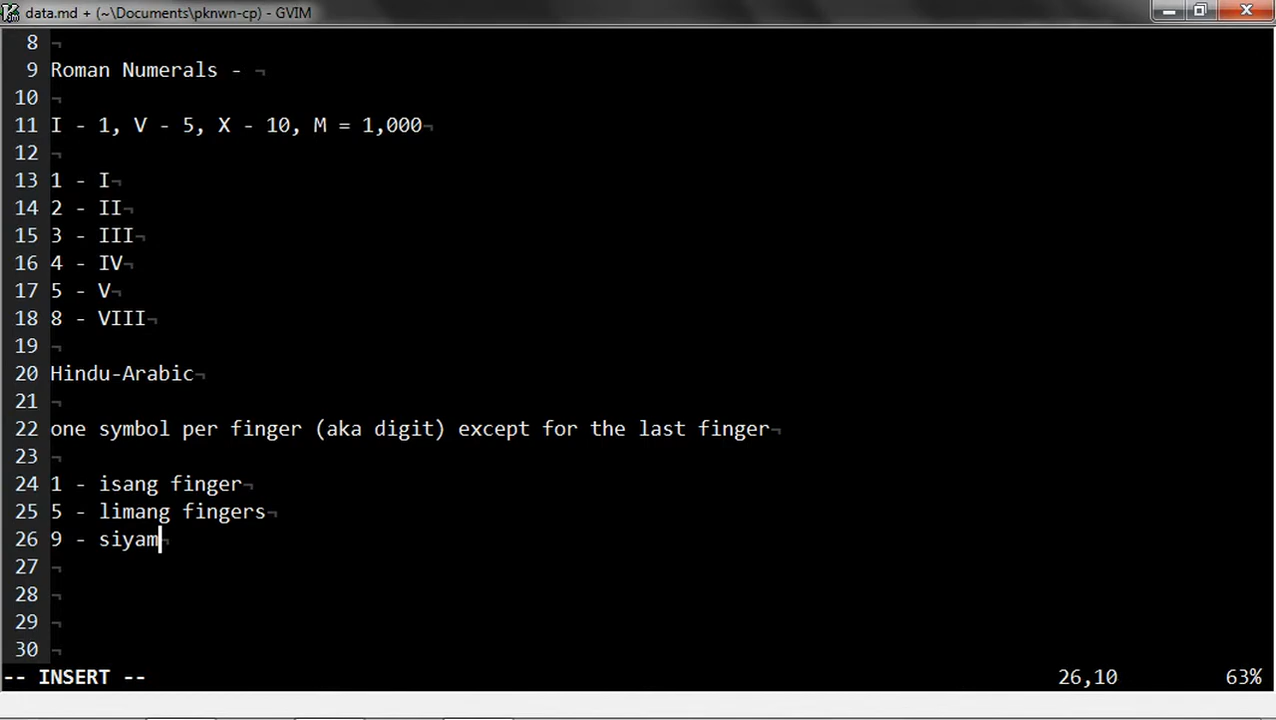 data.md + (~\Documents\pknwn-cp) - GVIM
8 ¬
9 Roman Numerals - ¬
10 ¬
11 I - 1, V - 5, X - 10, M = 1,000¬
12 ¬
13 1 - I¬
14 2 - II¬
15 3 - III¬
16 4 - IV¬
17 5 - V¬
18 8 - VIII¬
19 ¬
20 Hindu-Arabic¬
21 ¬
22 one symbol per finger (aka digit) except for the last finger¬
23 ¬
24 1 - isang finger¬
25 5 - limang fingers¬
26 9 - siyam¬
27 ¬
28 ¬
29 ¬
30 ¬
-- INSERT -- 26,10 63%